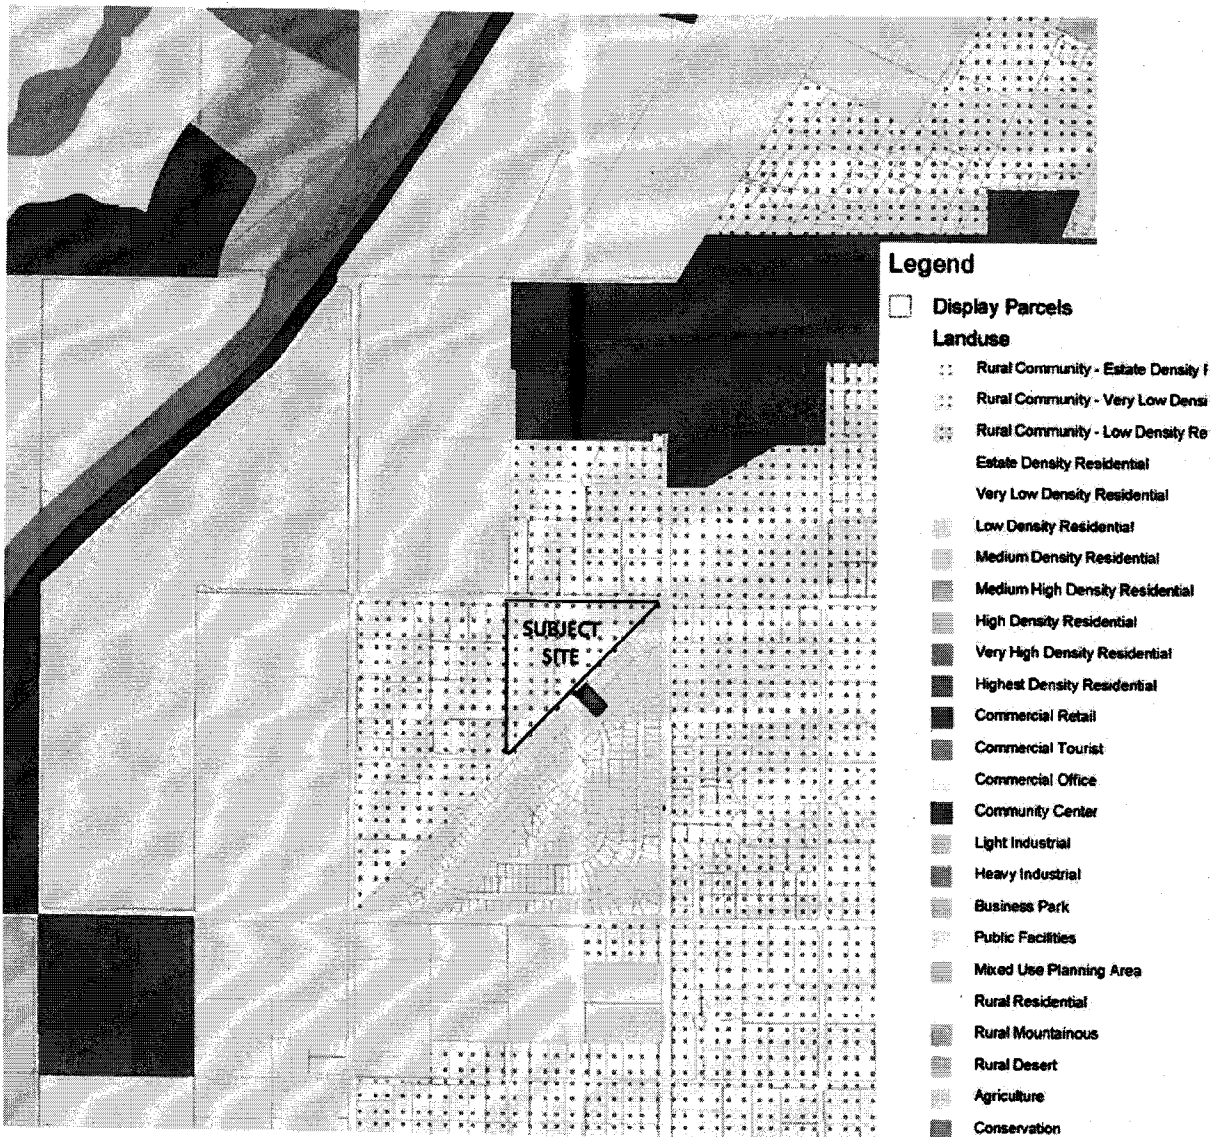 SUBJECT
SITE
Legend
Display Parcels
Landuse
Rural Community - Estate Density
Rural Community - Very Low Densi
Rural Community - Low Density Re
Estate Density Residential
Very Low Density Residential
Low Density Residential
Medium Density Residential
Medium High Density Residential
High Density Residential
Very High Density Residential
Highest Density Residential
Commercial Retail
Commercial Tourist
Commercial Office
Community Center
Light Industrial
Heavy Industrial
Business Park
Public Facilities
Mixed Use Planning Area
Rural Residential
Rural Mountainous
Rural Desert
Agriculture
Conservation